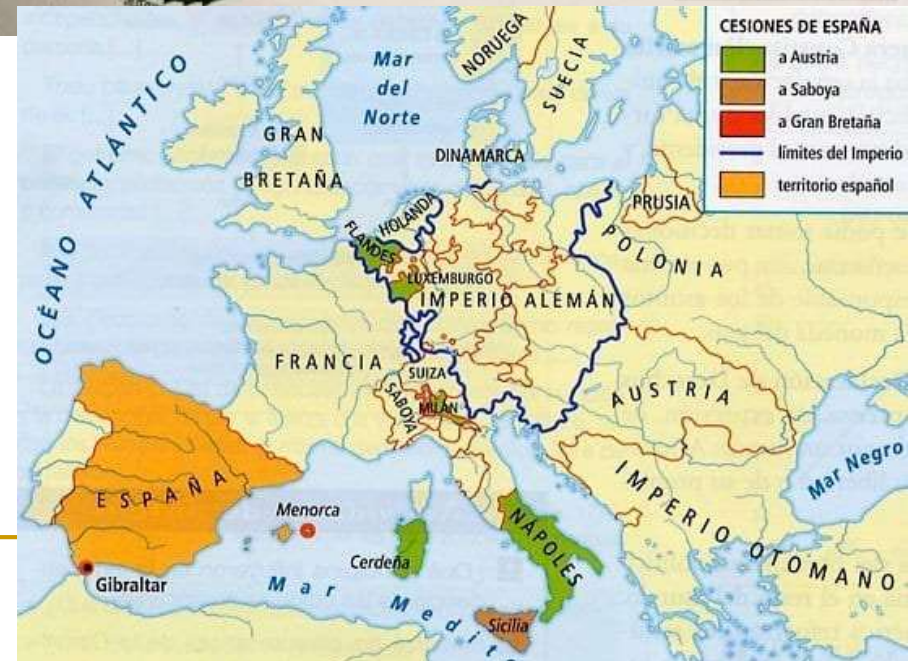 CESIONES DE ESPAÑA
a Austria
a Saboya
a Gran Bretaña
límites del Imperio
territorio español
OCÉANO ATLÁNTICO
Mar
del
Norte
NORUEGA
SUECIA
GRAN
BRETAÑA
DINAMARCA
PRUSIA
HOLANDA
FLANDES
POLONIA
LUXEMBURGO
IMPERIO ALEMÁN
FRANCIA
SUIZA
SABOYA
MILÁN
AUSTRIA
Mar Negro
IMPERIO OTOMANO
ESPAÑA
Menorca
NÁPOLES
Cerdeña
Gibraltar
Sicilia
Mar Medit